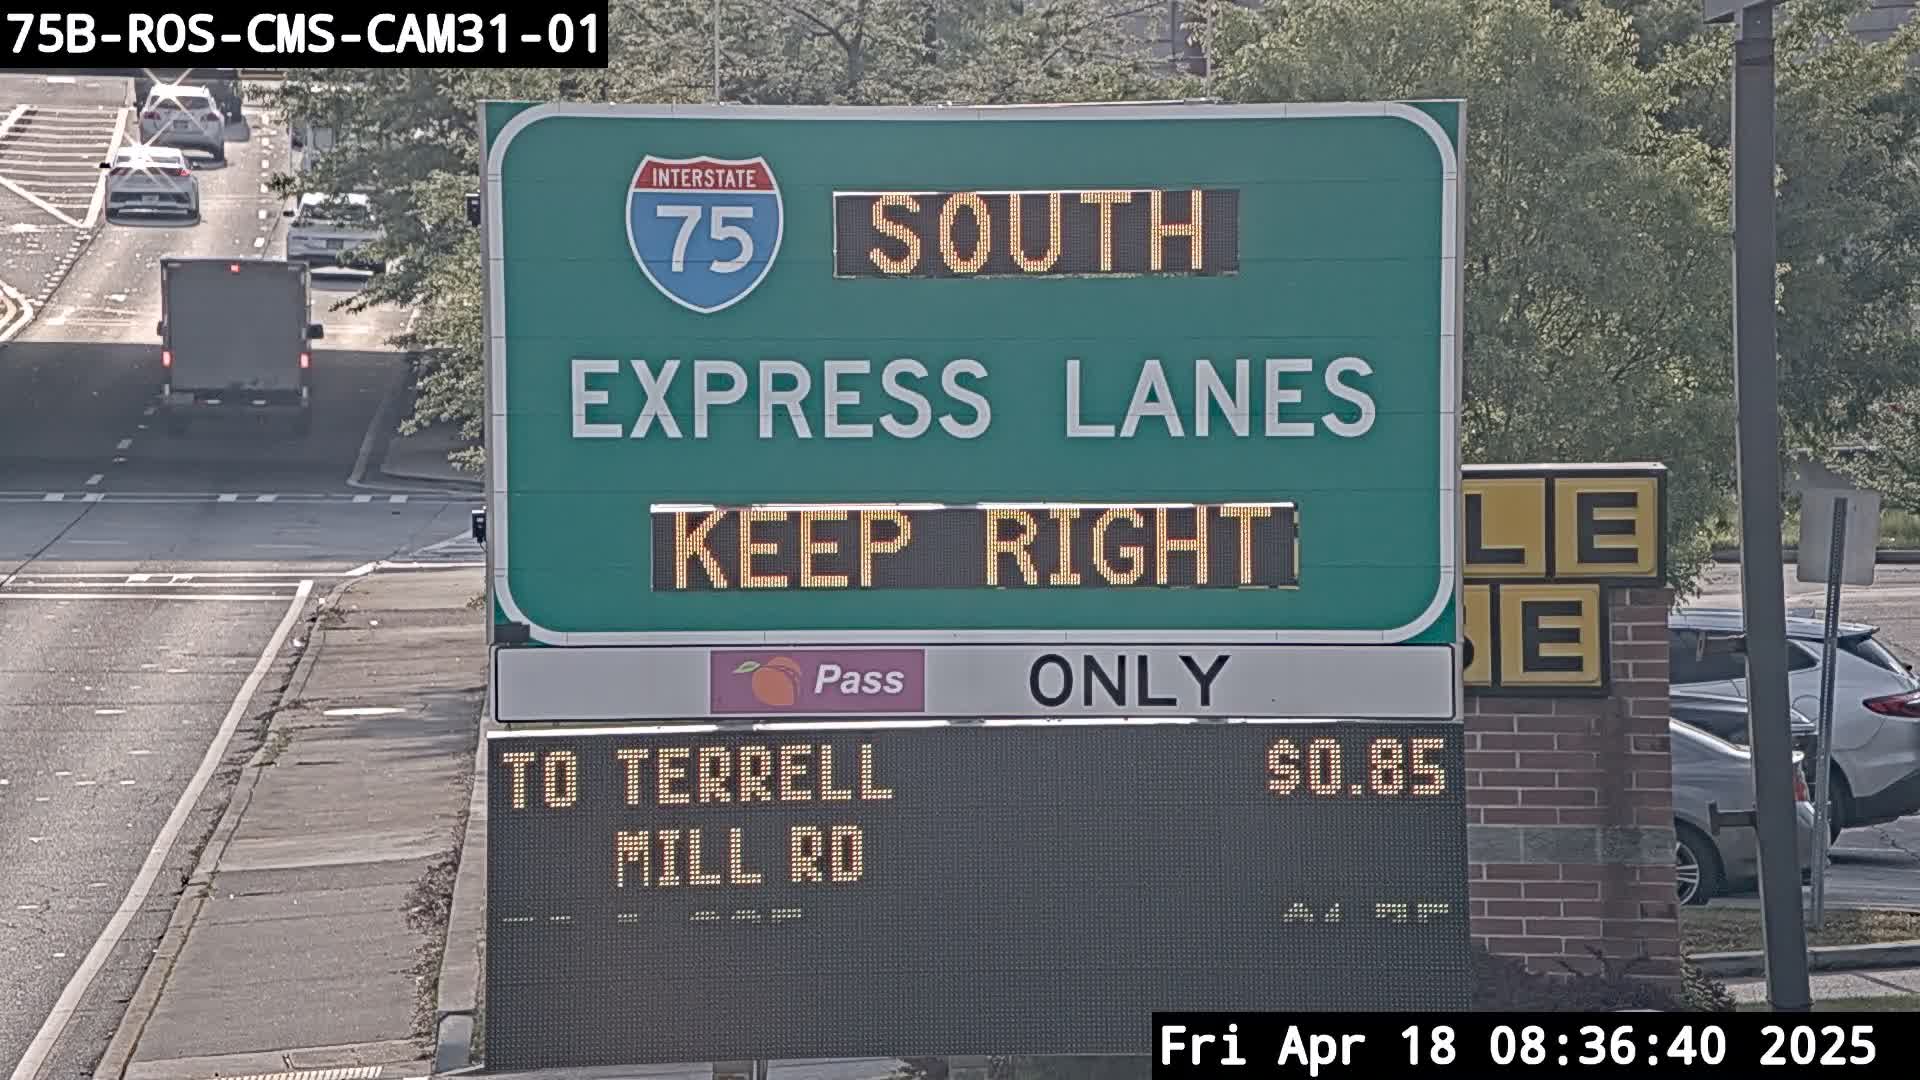 75B-ROS-CMS-CAM31-01
INTERSTATE
75
SOUTH
EXPRESS LANES
KEEP RIGHT
LE
E
Pass ONLY
TO TERRELL $0.85
MILL RD
Fri Apr 18 08:36:40 2025